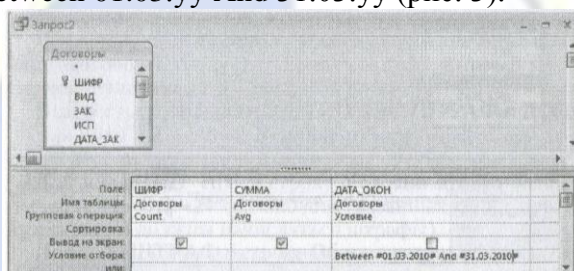 between 01.03.yy And 31.03.yy (рис. 3).
Запрос2
Договоры
*
ШИФР
ВИД
ЗАК
ИСП
ДАТА_ЗАК
Поле: ШИФР СУММА ДАТА_ОКОН
Имя таблицы: Договоры Договоры Договоры
Групповая операция: Count Avg Условие
Сортировка:
Вывод на экран:
Условие отбора: Between #01.03.2010# And #31.03.2010#
или: